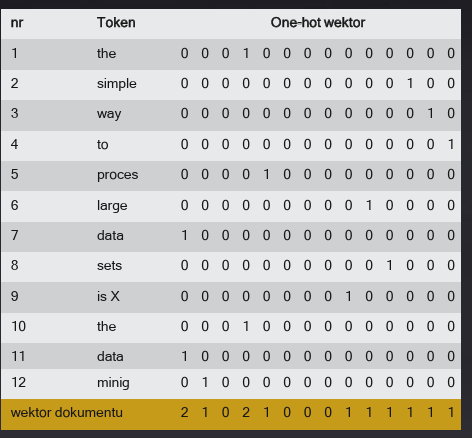 nr Token One-hot wektor
1 the 0 0 0 1 0 0 0 0 0 0 0 0 0 0
2 simple 0 0 0 0 0 0 0 0 0 0 0 1 0 0
3 way 0 0 0 0 0 0 0 0 0 0 0 0 1 0
4 to 0 0 0 0 0 0 0 0 0 0 0 0 0 1
5 proces 0 0 0 0 1 0 0 0 0 0 0 0 0 0
6 large 0 0 0 0 0 0 0 0 0 1 0 0 0 0
7 data 1 0 0 0 0 0 0 0 0 0 0 0 0 0
8 sets 0 0 0 0 0 0 0 0 0 0 1 0 0 0
9 is X 0 0 0 0 0 0 0 0 1 0 0 0 0 0
10 the 0 0 0 1 0 0 0 0 0 0 0 0 0 0
11 data 1 0 0 0 0 0 0 0 0 0 0 0 0 0
12 minig 0 1 0 0 0 0 0 0 0 0 0 0 0 0
wektor dokumentu 2 1 0 2 1 0 0 0 1 1 1 1 1 1